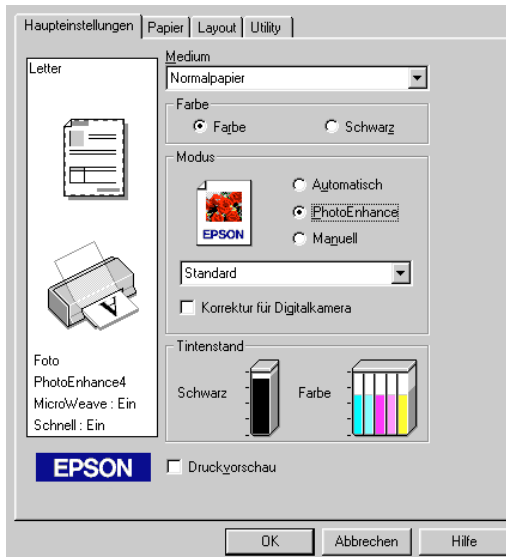 Haupteinstellungen Papier Layout Utility
Letter
Medium
Normalpapier
Farbe
Farbe Schwarz
Modus
EPSON
Automatisch
PhotoEnhance
Manuell
Standard
Korrektur für Digitalkamera
Foto
PhotoEnhance4
MicroWeave : Ein
Schnell : Ein
Tintenstand
Schwarz Farbe
EPSON
Druckvorschau
OK Abbrechen Hilfe